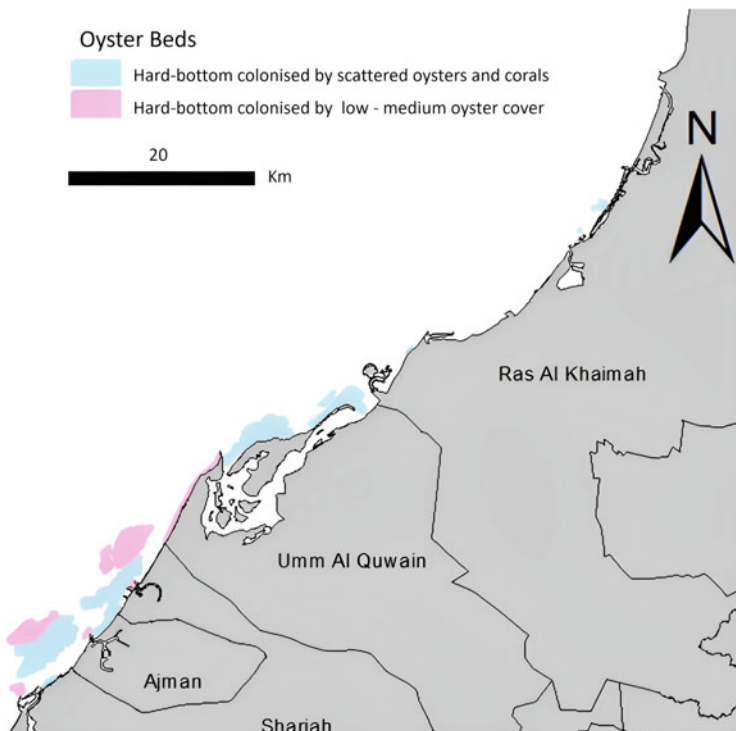 Oyster Beds
Hard-bottom colonised by scattered oysters and corals
Hard-bottom colonised by low - medium oyster cover
20
Km
N
Ras Al Khaimah
Umm Al Quwain
Ajman
Sharjah